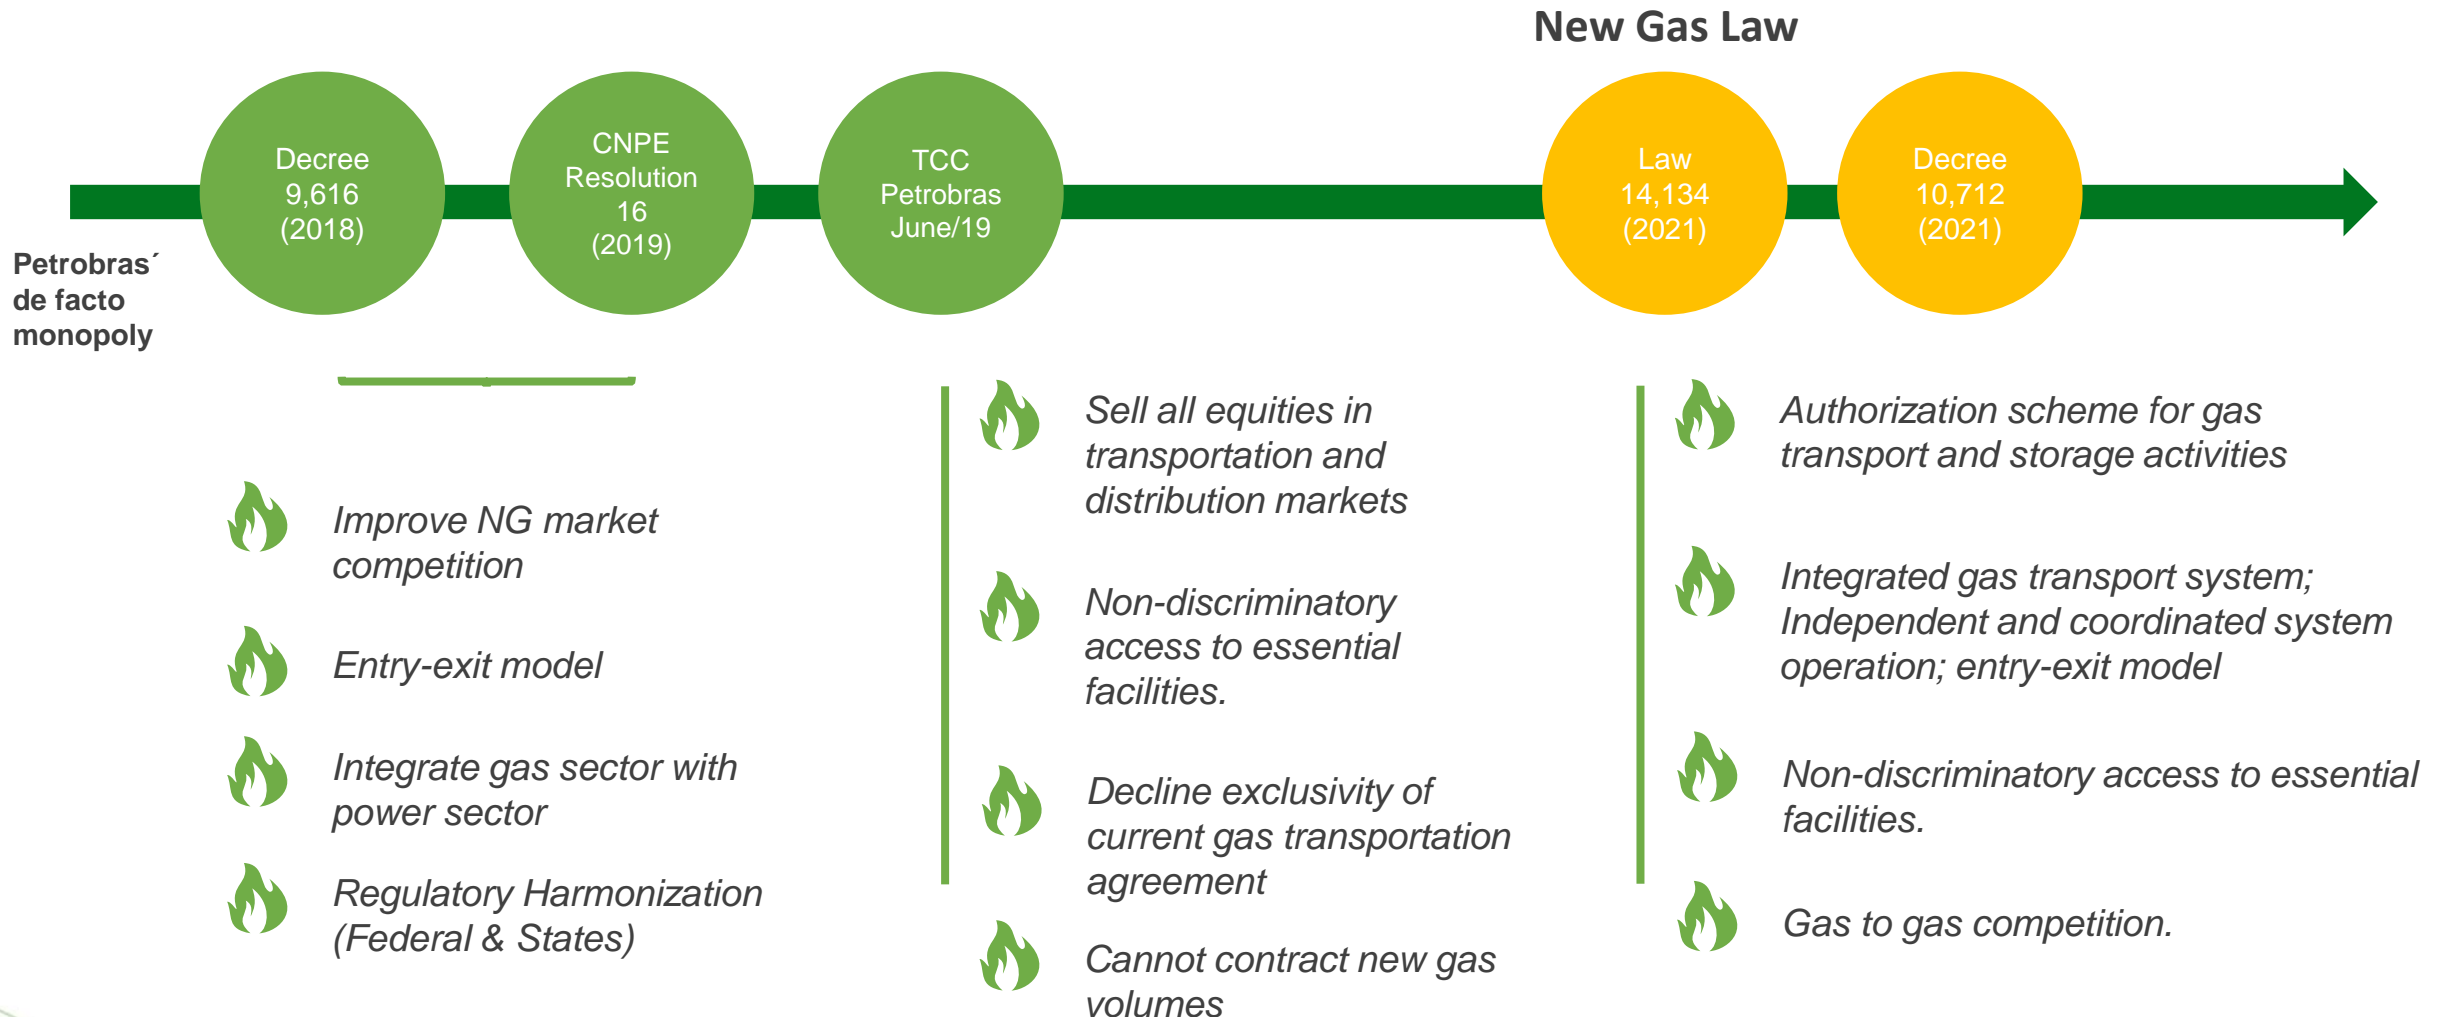 New Gas Law
Decree
9,616
(2018)
CNPE
Resolution
16
(2019)
TCC
Petrobras
June/19
Law
14,134
(2021)
Decree
10,712
(2021)
Petrobras´
de facto
monopoly
Improve NG market
competition
Entry-exit model
Integrate gas sector with
power sector
Regulatory Harmonization
(Federal & States)
Sell all equities in
transportation and
distribution markets
Non-discriminatory
access to essential
facilities.
Decline exclusivity of
current gas transportation
agreement
Cannot contract new gas
volumes
Authorization scheme for gas
transport and storage activities
Integrated gas transport system;
Independent and coordinated system
operation; entry-exit model
Non-discriminatory access to essential
facilities.
Gas to gas competition.